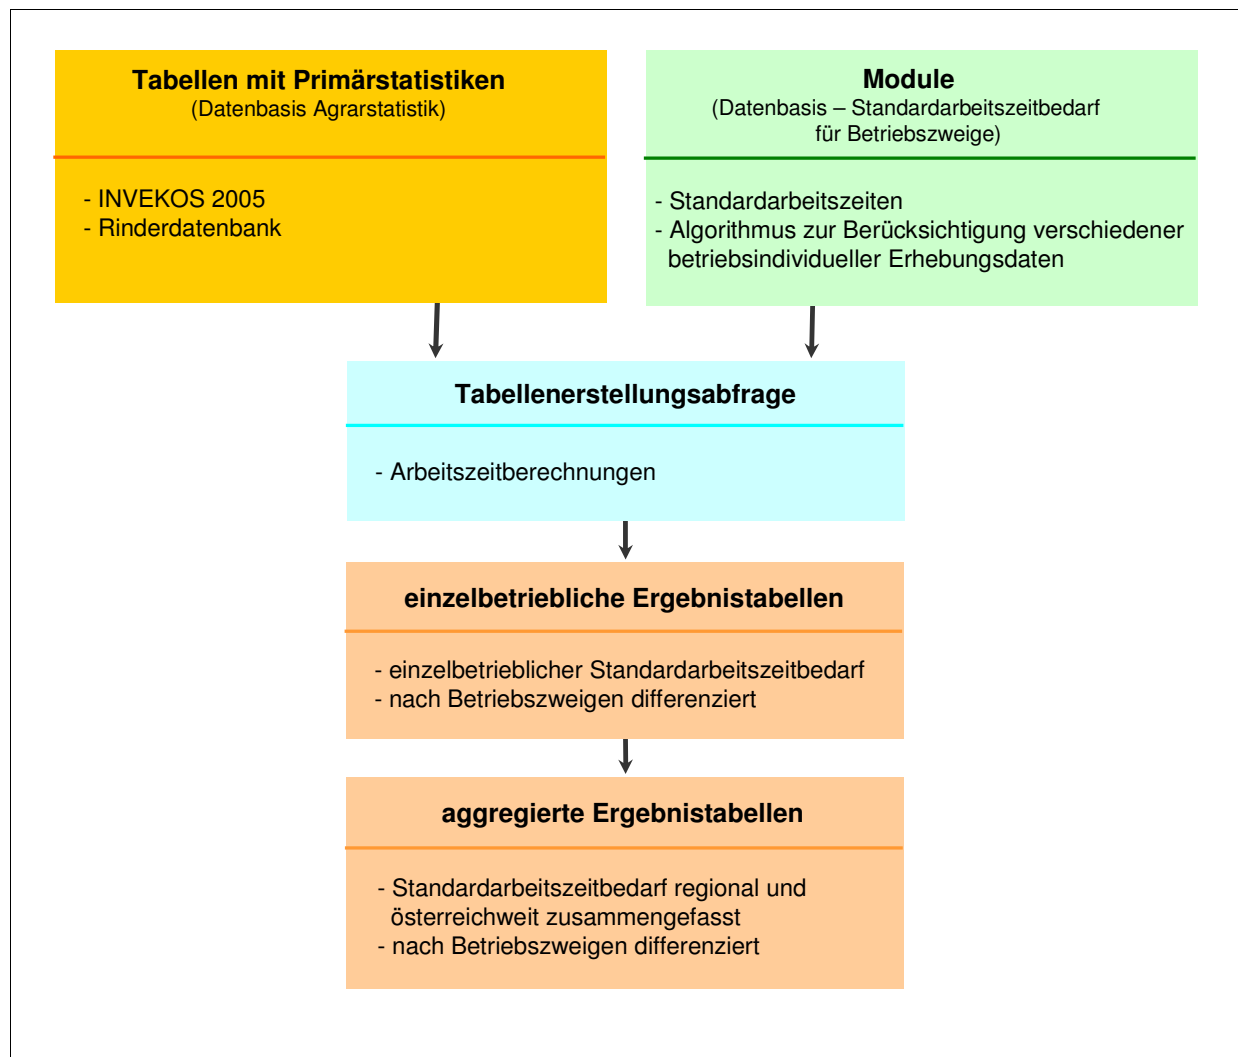 Tabellen mit Primärstatistiken
(Datenbasis Agrarstatistik)
- INVEKOS 2005
- Rinderdatenbank
Module
(Datenbasis – Standardarbeitszeitbedarf
für Betriebszweige)
- Standardarbeitszeiten
- Algorithmus zur Berücksichtigung verschiedener
betriebsindividueller Erhebungsdaten
Tabellenerstellungsabfrage
- Arbeitszeitberechnungen
einzelbetriebliche Ergebnistabellen
- einzelbetrieblicher Standardarbeitszeitbedarf
- nach Betriebszweigen differenziert
aggregierte Ergebnistabellen
- Standardarbeitszeitbedarf regional und
österreichweit zusammengefasst
- nach Betriebszweigen differenziert